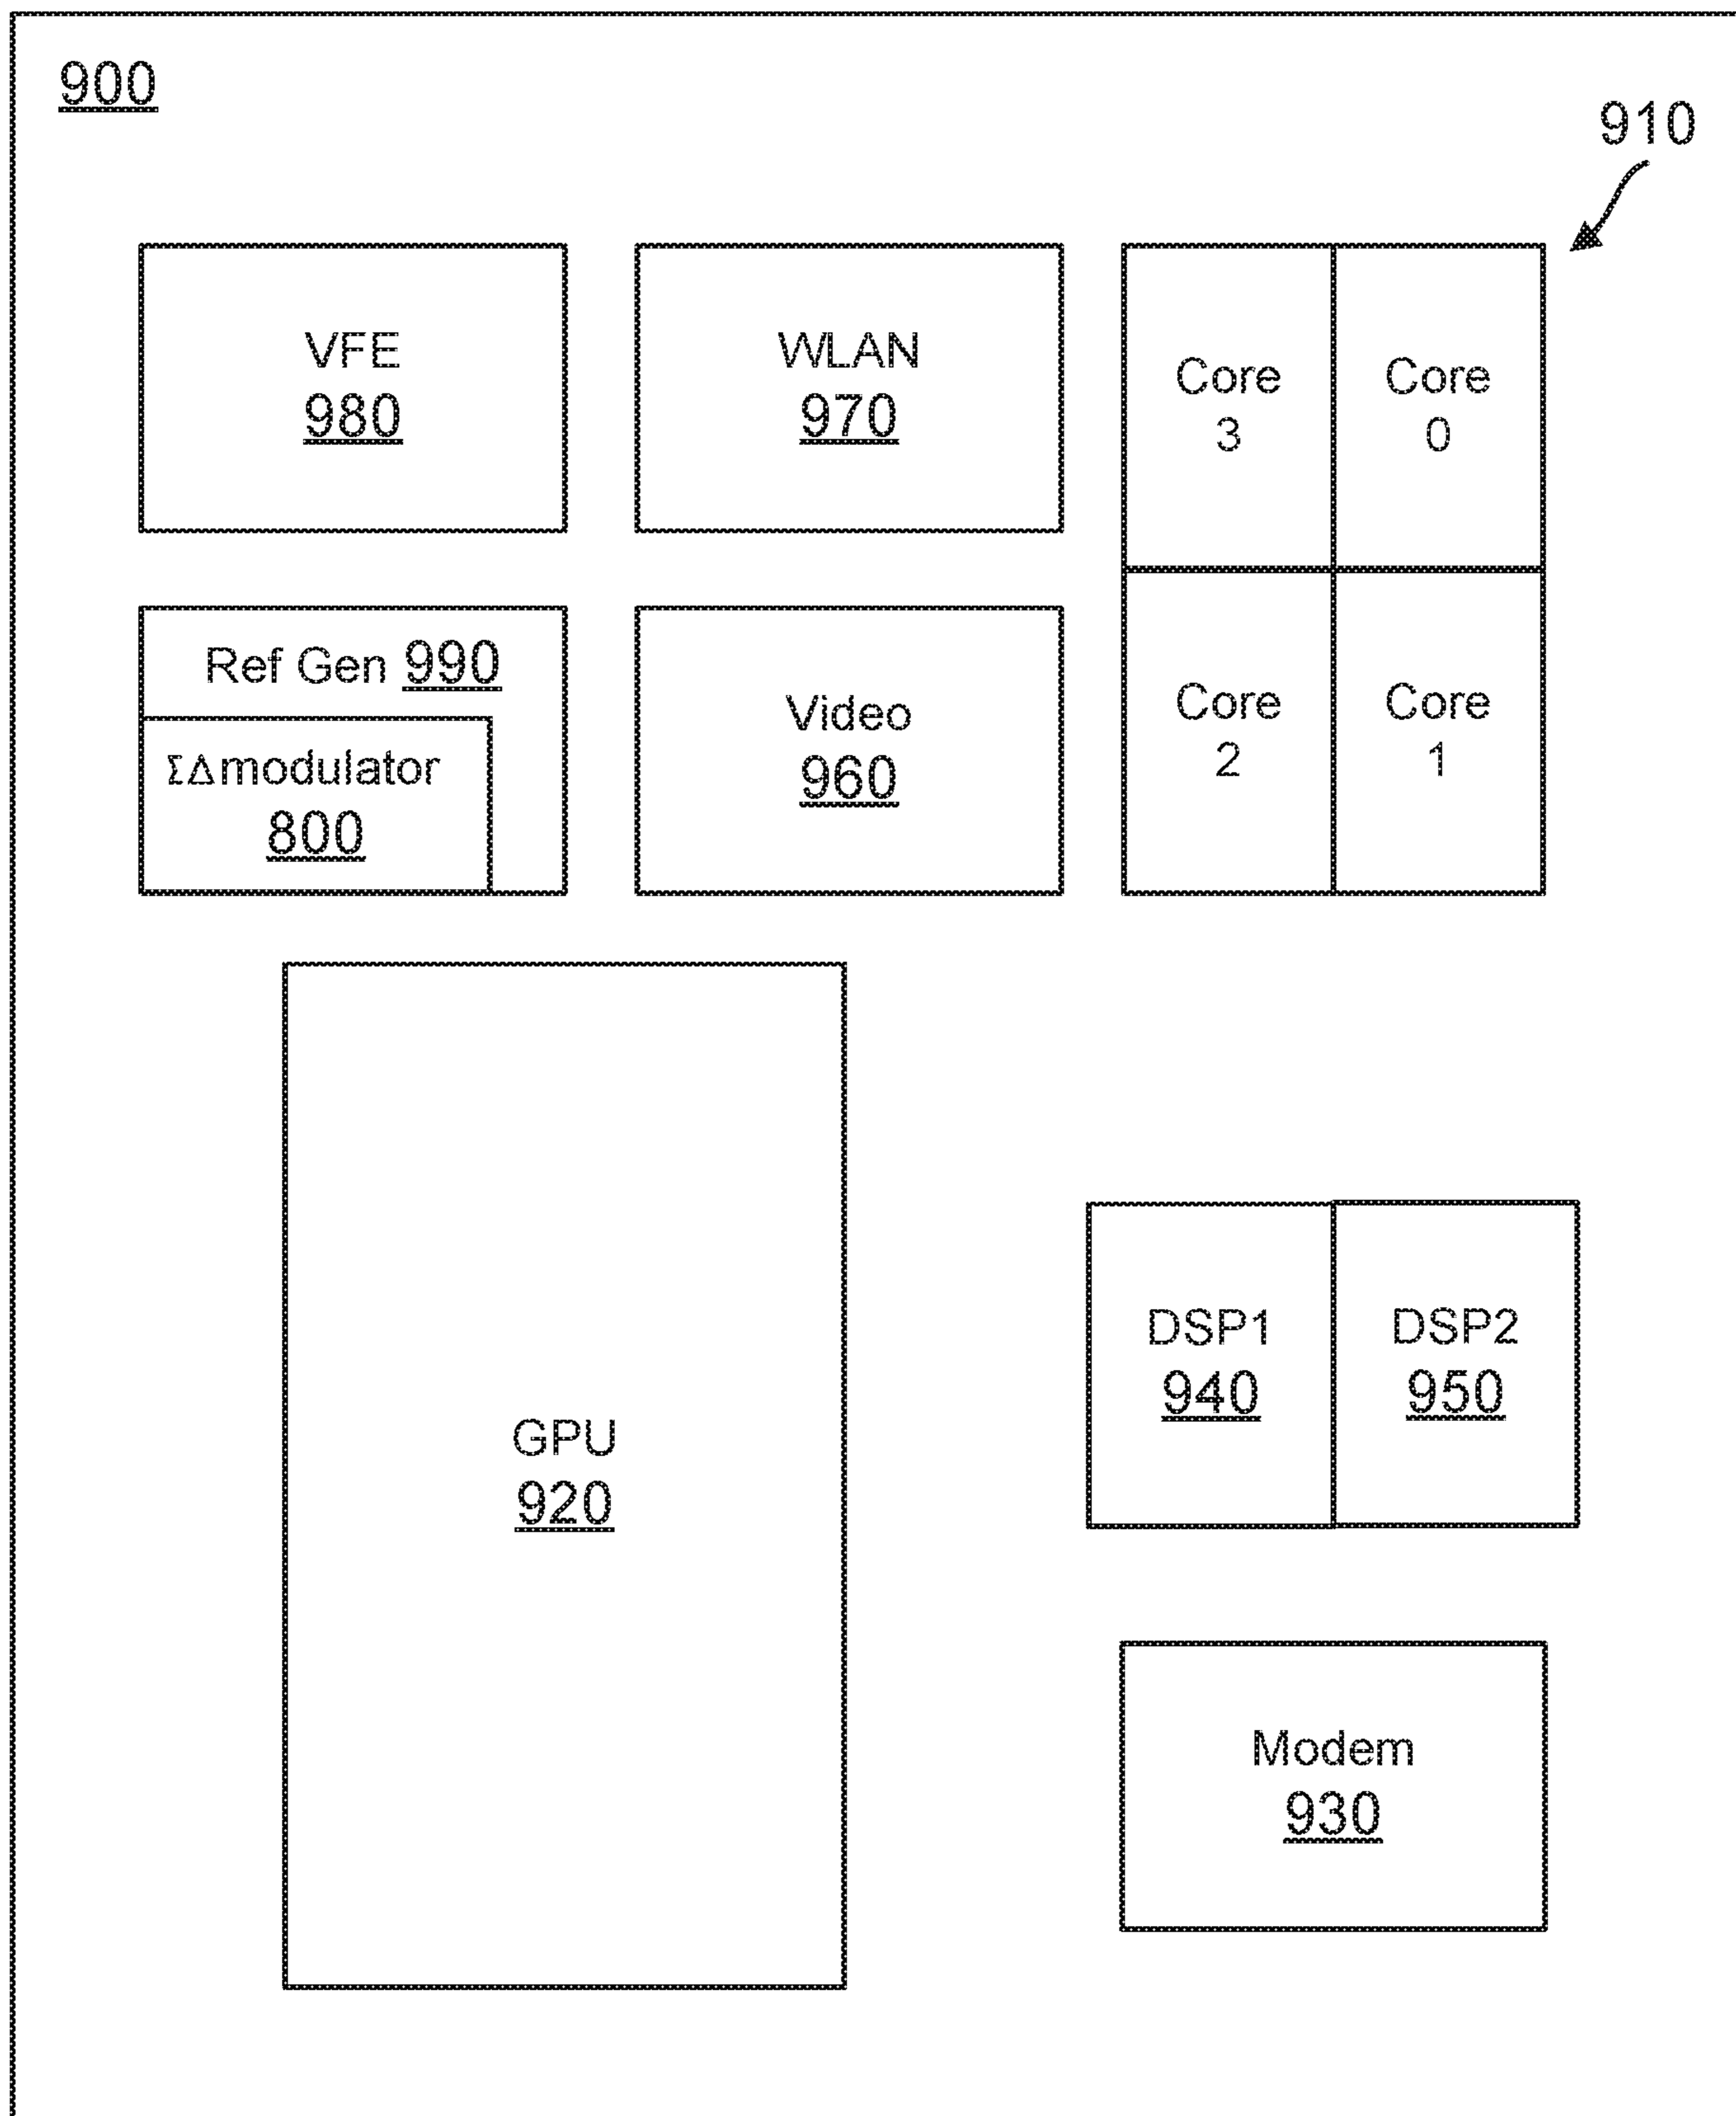 900
910
VFE
980
WLAN
970
Core
3
Core
0
Ref Gen 990
ΣΔmodulator
800
Video
960
Core
2
Core
1
GPU
920
DSP1
940
DSP2
950
Modem
930